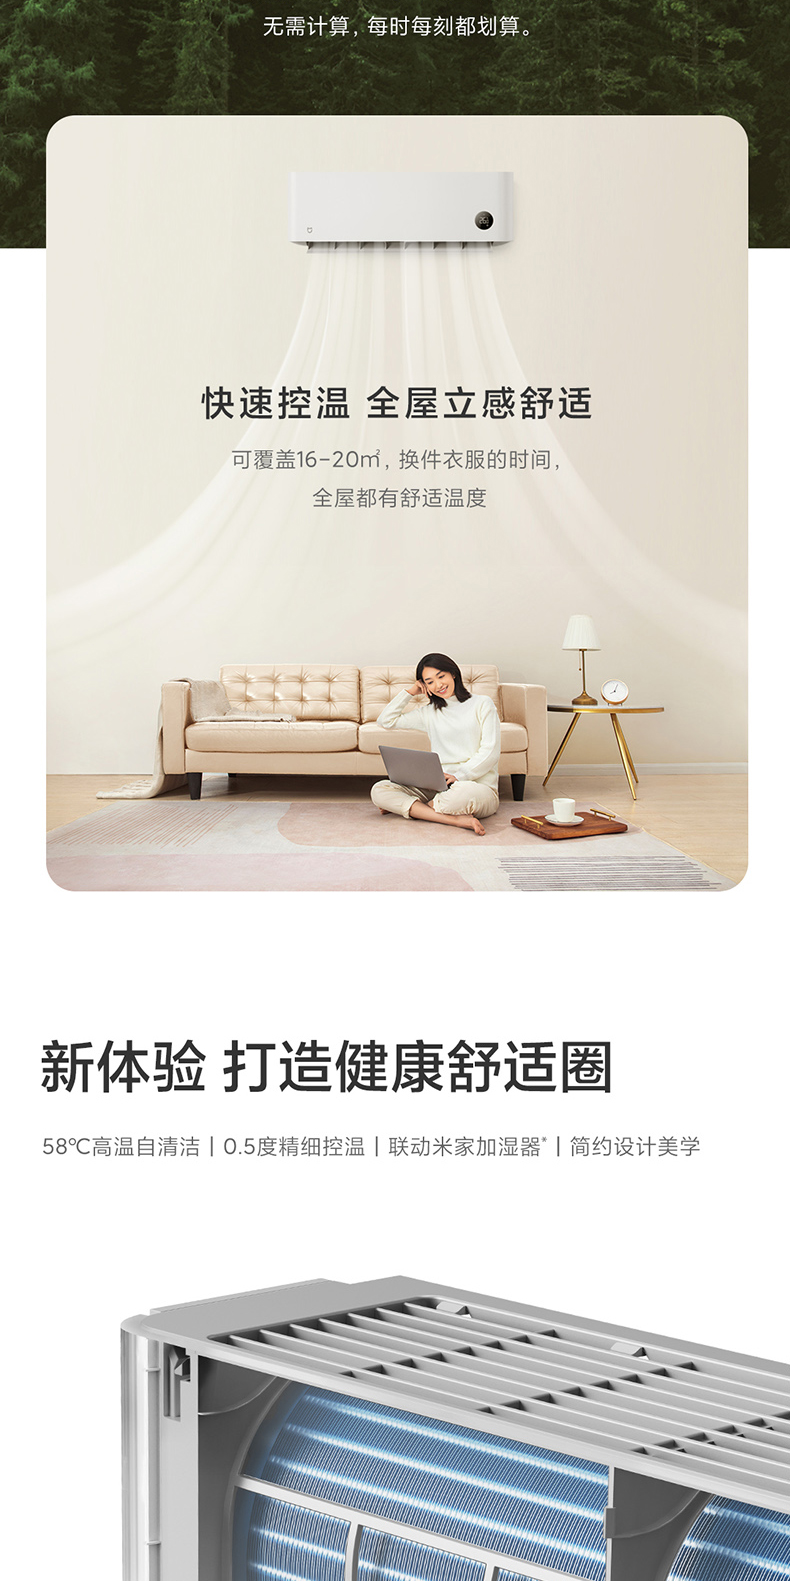 无需计算，每时每刻都划算。
快速控温 全屋立感舒适
可覆盖16-20㎡，换件衣服的时间，
全屋都有舒适温度
新体验 打造健康舒适圈
58℃高温自清洁 | 0.5度精细控温 | 联动米家加湿器* | 简约设计美学